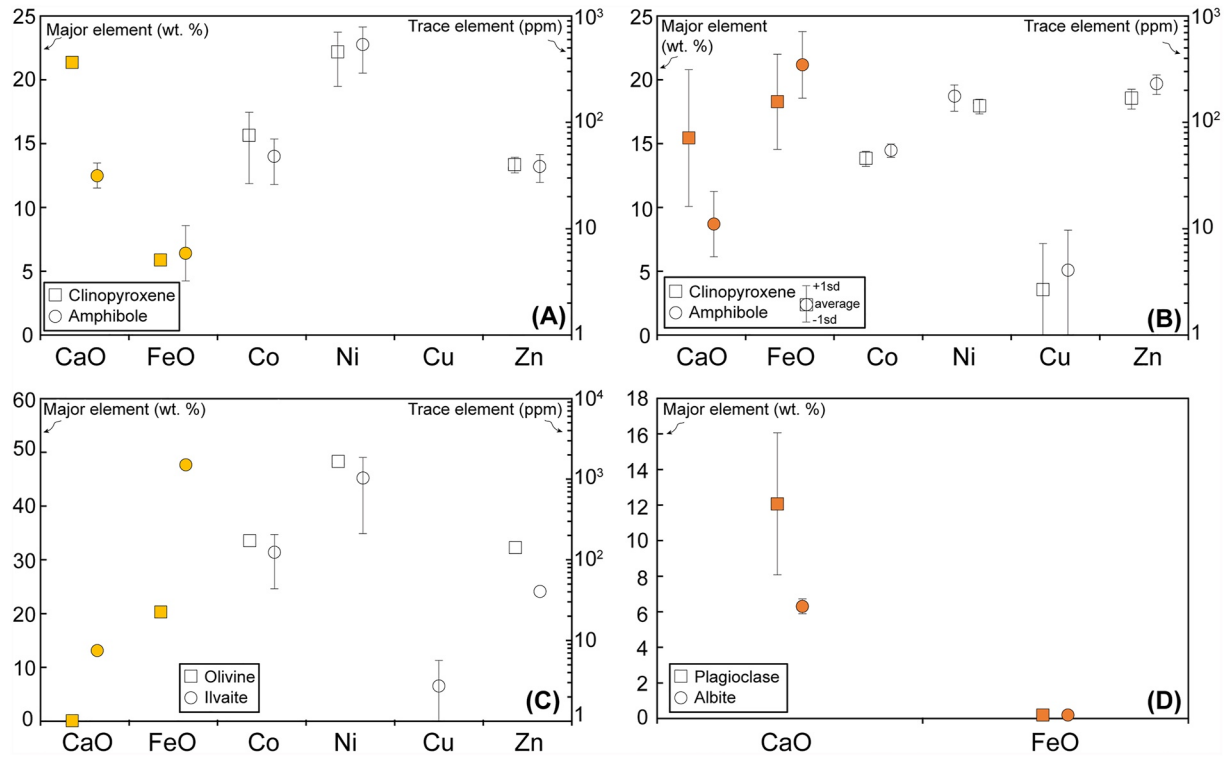 Major element (wt. %)
Trace element (ppm)
25
20
15
10
5
0
10³
10²
10
1
Clinopyroxene
Amphibole
(A)
CaO FeO Co Ni Cu Zn
Major element
(wt. %)
Trace element (ppm)
25
20
15
10
5
0
10³
10²
10
1
Clinopyroxene
Amphibole
+1sd
average
-1sd
(B)
CaO FeO Co Ni Cu Zn
Major element (wt. %)
Trace element (ppm)
60
50
40
30
20
10
0
10⁴
10³
10²
10
1
Olivine
Ilvaite
(C)
CaO FeO Co Ni Cu Zn
Major element (wt. %)
18
16
14
12
10
8
6
4
2
0
Plagioclase
Albite
(D)
CaO FeO